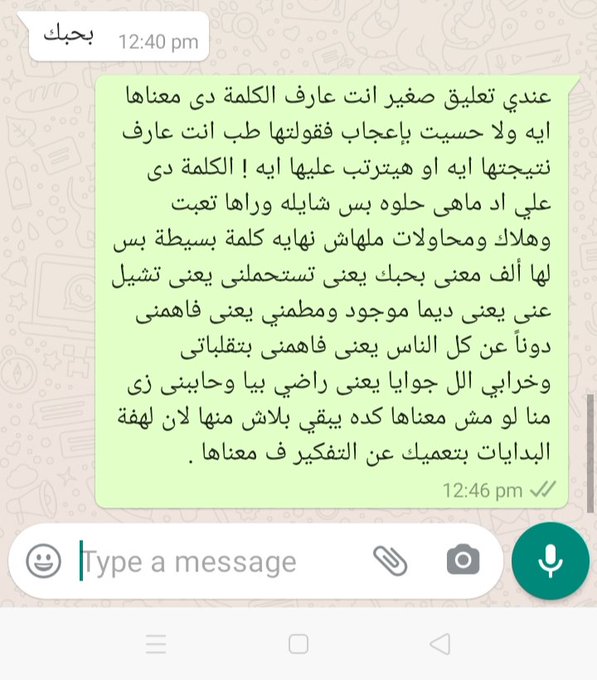 بحبك
12:40 pm
عندي تعليق صغير انت عارف الكلمة دى معناها
ايه ولا حسيت بإعجاب فقولتها طب انت عارف
نتيجتها ايه او هيترتب عليها ايه ! الكلمة دى
علي اد ماهى حلوه بس شايله وراها تعبت
وهلاك ومحاولات ملهاش نهايه كلمة بسيطة بس
لها ألف معنى بحبك يعنى تستحملنى يعنى تشيل
عنى يعنى ديما موجود ومطمني يعنى فاهمنى
دوناً عن كل الناس يعنى فاهمنى بتقلباتى
وخرابي الل جوايا يعنى راضي بيا وحاببنى زى
منا لو مش معناها كده يبقي بلاش منها لان لهفة
البدايات بتعميك عن التفكير ف معناها .
12:46 pm
Type a message